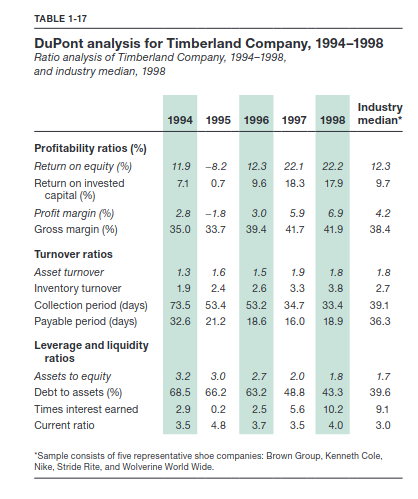 TABLE 1-17
DuPont analysis for Timberland Company, 1994–1998
Ratio analysis of Timberland Company, 1994–1998,
and industry median, 1998
Industry
1994 1995 1996 1997 1998 median*
Profitability ratios (%)
Return on equity (%) 11.9 –8.2 12.3 22.1 22.2 12.3
Return on invested 7.1 0.7 9.6 18.3 17.9 9.7
capital (%)
Profit margin (%) 2.8 –1.8 3.0 5.9 6.9 4.2
Gross margin (%) 35.0 33.7 39.4 41.7 41.9 38.4
Turnover ratios
Asset turnover 1.3 1.6 1.5 1.9 1.8 1.8
Inventory turnover 1.9 2.4 2.6 3.3 3.8 2.7
Collection period (days) 73.5 53.4 53.2 34.7 33.4 39.1
Payable period (days) 32.6 21.2 18.6 16.0 18.9 36.3
Leverage and liquidity
ratios
Assets to equity 3.2 3.0 2.7 2.0 1.8 1.7
Debt to assets (%) 68.5 66.2 63.2 48.8 43.3 39.6
Times interest earned 2.9 0.2 2.5 5.6 10.2 9.1
Current ratio 3.5 4.8 3.7 3.5 4.0 3.0
*Sample consists of five representative shoe companies: Brown Group, Kenneth Cole,
Nike, Stride Rite, and Wolverine World Wide.